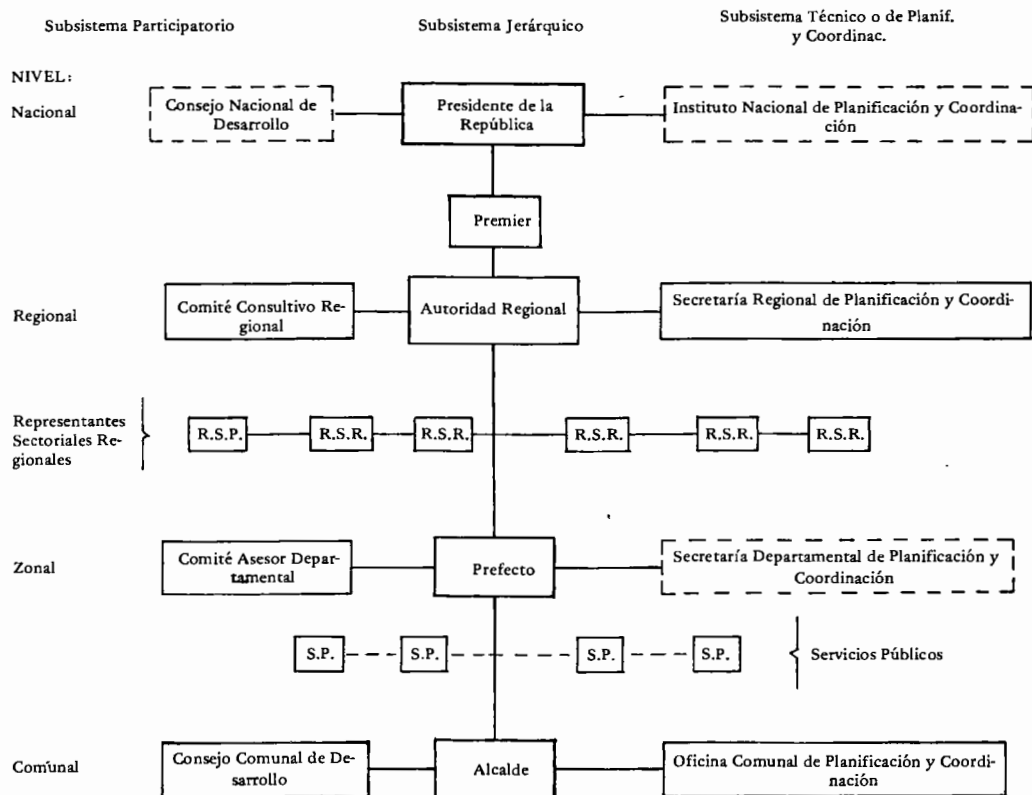 Subsistema Participatorio
Subsistema Jerárquico
Subsistema Técnico o de Planif.
y Coordinac.
NIVEL:
Nacional
Consejo Nacional de
Desarrollo
Presidente de la
República
Instituto Nacional de Planificación y Coordina-
ción
Premier
Regional
Comité Consultivo Re-
gional
Autoridad Regional
Secretaría Regional de Planificación y Coordi-
nación
Representantes
Sectoriales Re-
gionales
R.S.P.
R.S.R.
R.S.R.
R.S.R.
R.S.R.
R.S.R.
Zonal
Comité Asesor Depar-
tamental
Prefecto
Secretaría Departamental de Planificación y
Coordinación
S.P.
S.P.
S.P.
S.P.
Servicios Públicos
Comunal
Consejo Comunal de De-
sarrollo
Alcalde
Oficina Comunal de Planificación y Coordi-
nación